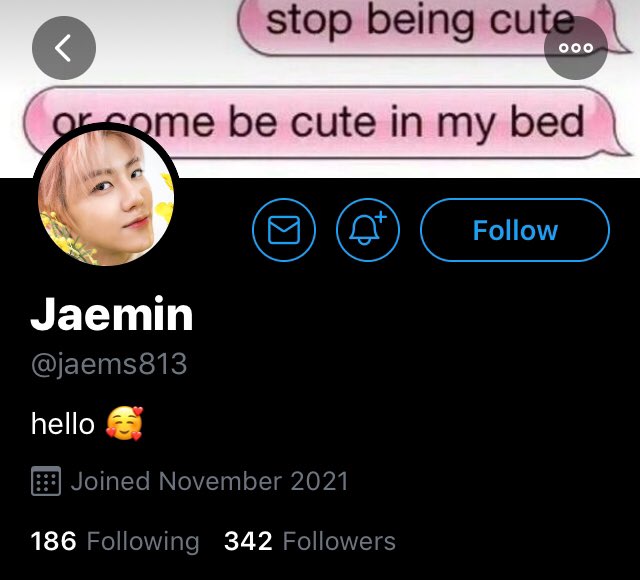 stop being cute
or come be cute in my bed
Follow
Jaemin
@jaems813
hello 🥰
Joined November 2021
186 Following 342 Followers